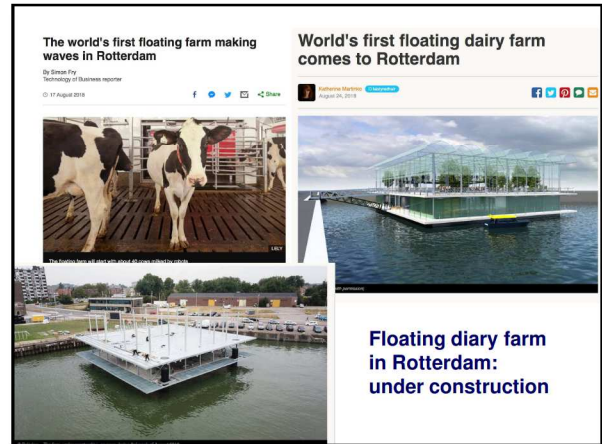 The world's first floating farm making
waves in Rotterdam
By Simon Fry
Technology of Business reporter
17 August 2018
Share
LELY
The floating farm will start with about 40 cows milked by robots
World's first floating dairy farm
comes to Rotterdam
Katherine Martinko
August 24, 2018
Floating diary farm
in Rotterdam:
under construction